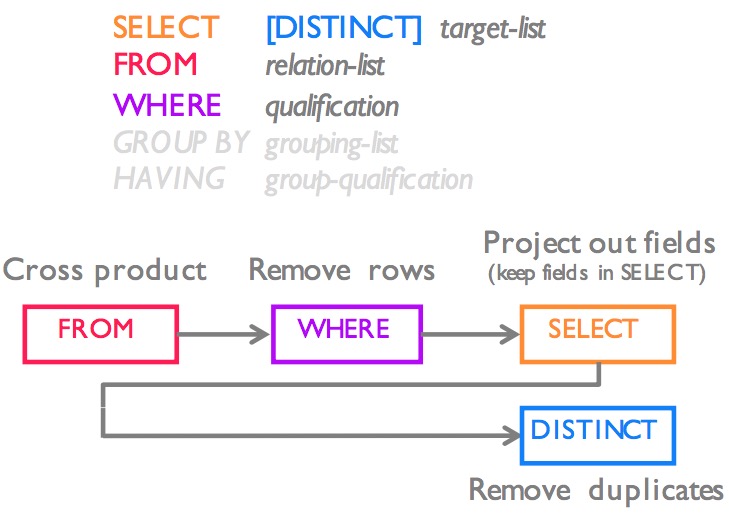 SELECT [DISTINCT] target-list
FROM relation-list
WHERE qualification
GROUP BY grouping-list
HAVING group-qualification
Cross product
Remove rows
Project out fields
(keep fields in SELECT)
FROM
WHERE
SELECT
DISTINCT
Remove duplicates